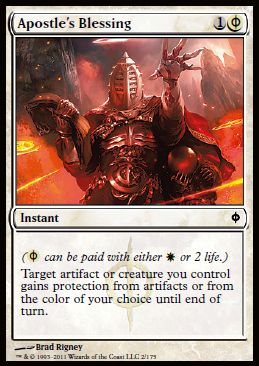 Apostle's Blessing 1
Instant
( can be paid with either or 2 life.)
Target artifact or creature you control
gains protection from artifacts or from
the color of your choice until end of
turn.
Brad Rigney
™ & © 1993–2011 Wizards of the Coast LLC 2/175